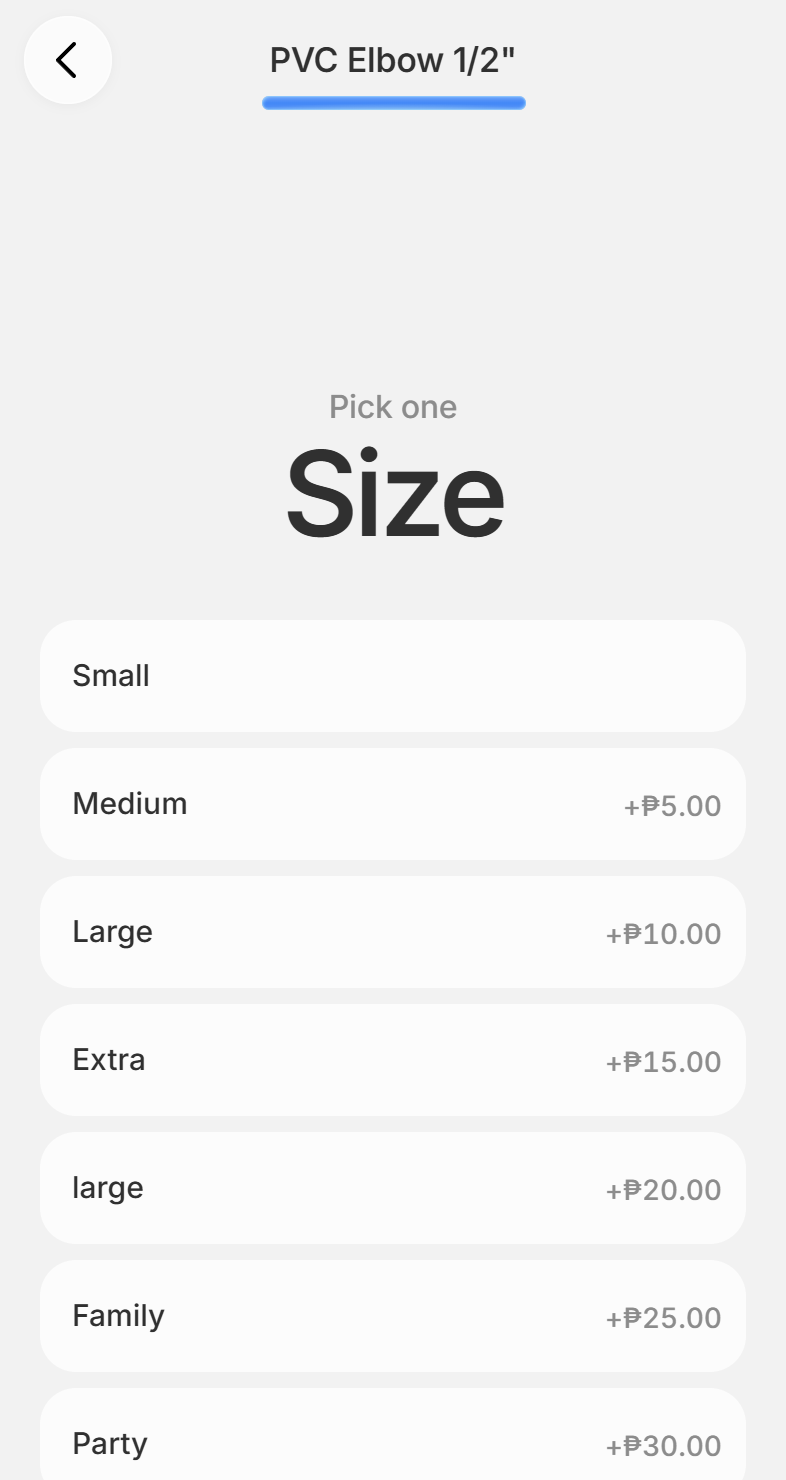 PVC Elbow 1/2"
Pick one
Size
Small
Medium +₱5.00
Large +₱10.00
Extra +₱15.00
large +₱20.00
Family +₱25.00
Party +₱30.00